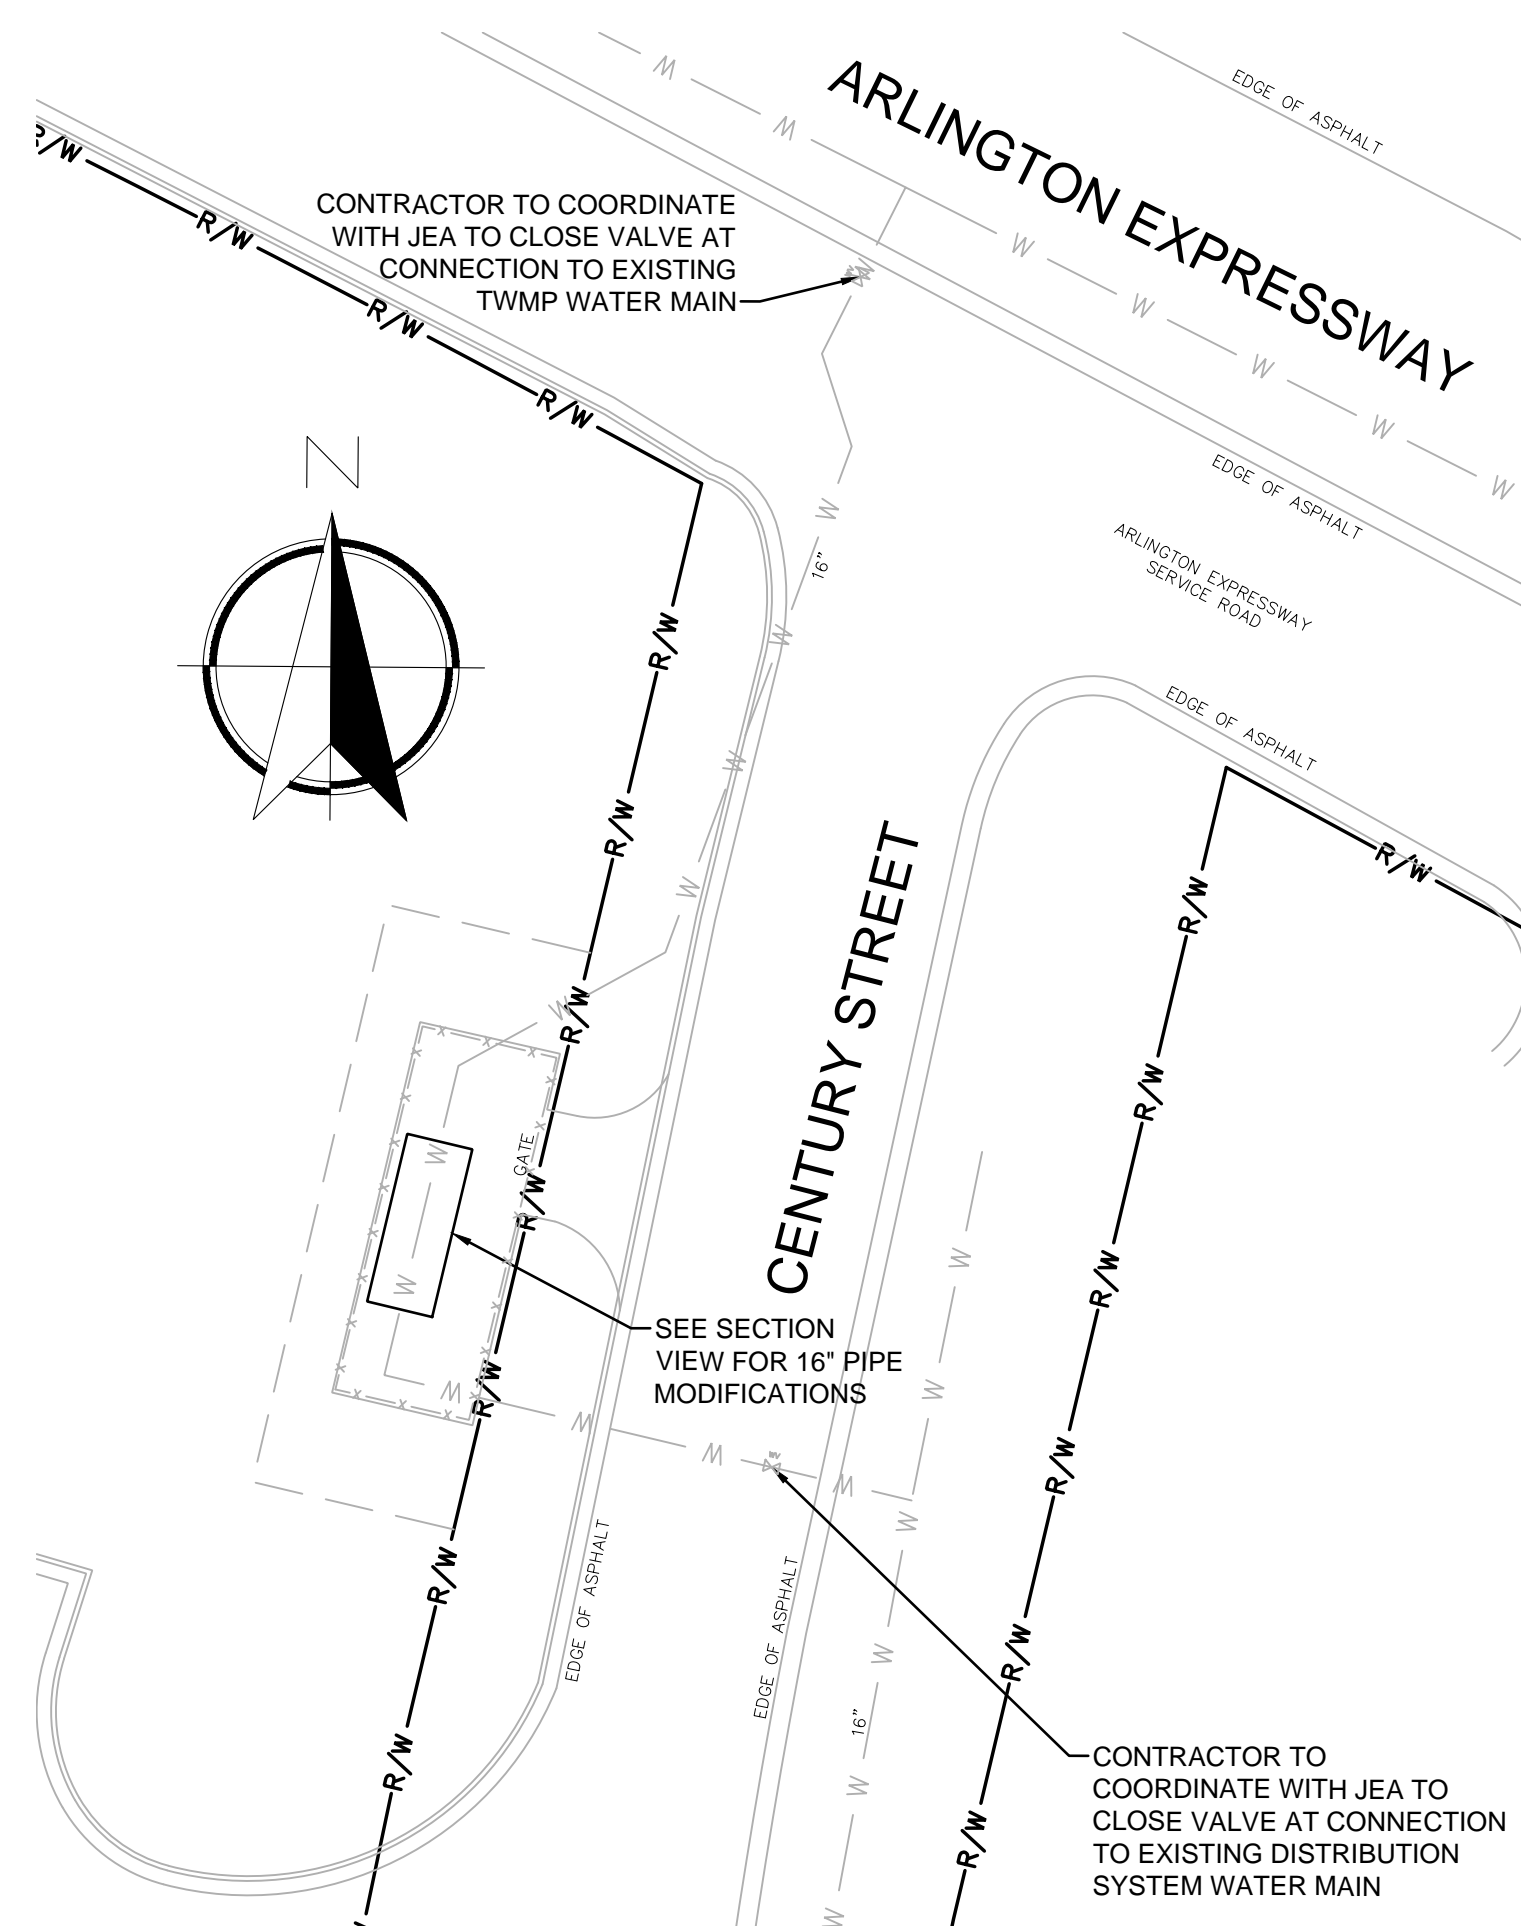 ARLINGTON EXPRESSWAY
EDGE OF ASPHALT
W
W
W
W
W
W
W
W
R/W
R/W
R/W
R/W
CONTRACTOR TO COORDINATE
WITH JEA TO CLOSE VALVE AT
CONNECTION TO EXISTING
TWMP WATER MAIN
N
EDGE OF ASPHALT
ARLINGTON EXPRESSWAY
SERVICE ROAD
W
16"
W
R/W
EDGE OF ASPHALT
W
R/W
R/W
W
R/W
CENTURY STREET
W
R/W
R/W
GATE
W
R/W
W
R/W
W
SEE SECTION
VIEW FOR 16" PIPE
MODIFICATIONS
R/W
W
W
W
W
W
R/W
W
R/W
EDGE OF ASPHALT
EDGE OF ASPHALT
R/W
W
16"
R/W
W
R/W
W
CONTRACTOR TO
COORDINATE WITH JEA TO
CLOSE VALVE AT CONNECTION
TO EXISTING DISTRIBUTION
SYSTEM WATER MAIN